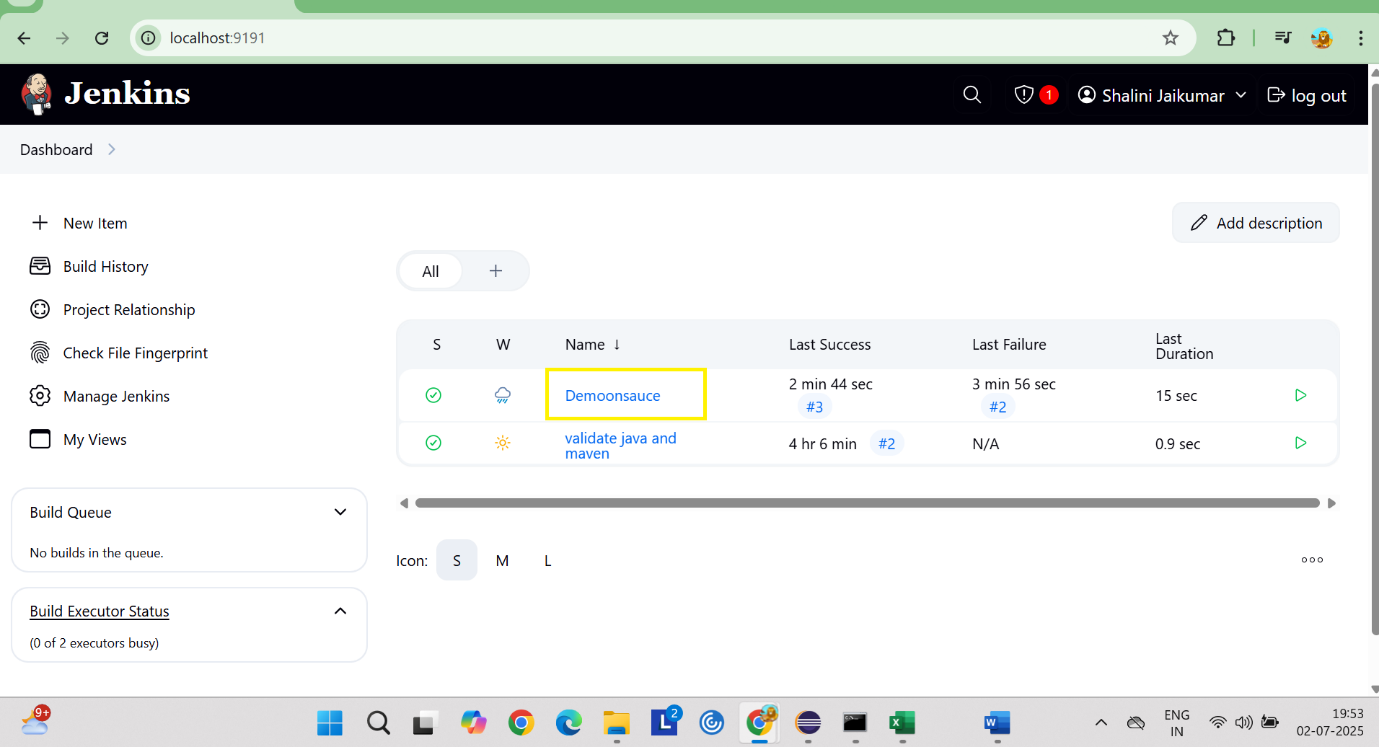 localhost:9191
Jenkins
1
Shalini Jaikumar
log out
Dashboard
New Item
Add description
Build History
All
+
Project Relationship
Check File Fingerprint
Manage Jenkins
My Views
S W Name ↓ Last Success Last Failure Last
Duration
Demoonsauce 2 min 44 sec
#3
3 min 56 sec
#2
15 sec
validate java and
maven
4 hr 6 min #2 N/A 0.9 sec
Build Queue
No builds in the queue.
Icon: S M L
Build Executor Status
(0 of 2 executors busy)
9+
L
2
W
ENG
IN
19:53
02-07-2025